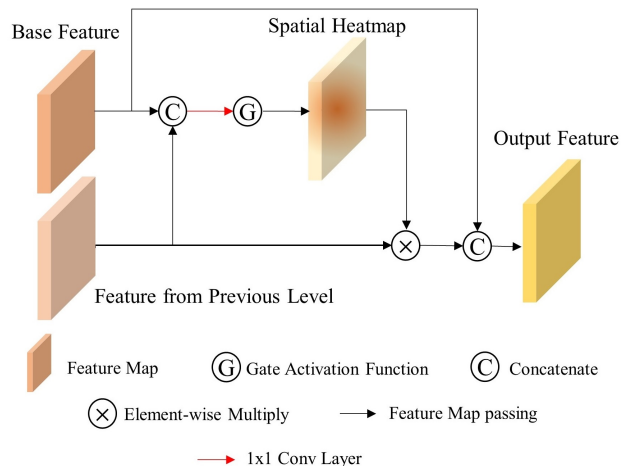 Base Feature
Spatial Heatmap
C
G
Output Feature
×
C
Feature from Previous Level
Feature Map
G Gate Activation Function
C Concatenate
× Element-wise Multiply
Feature Map passing
1x1 Conv Layer